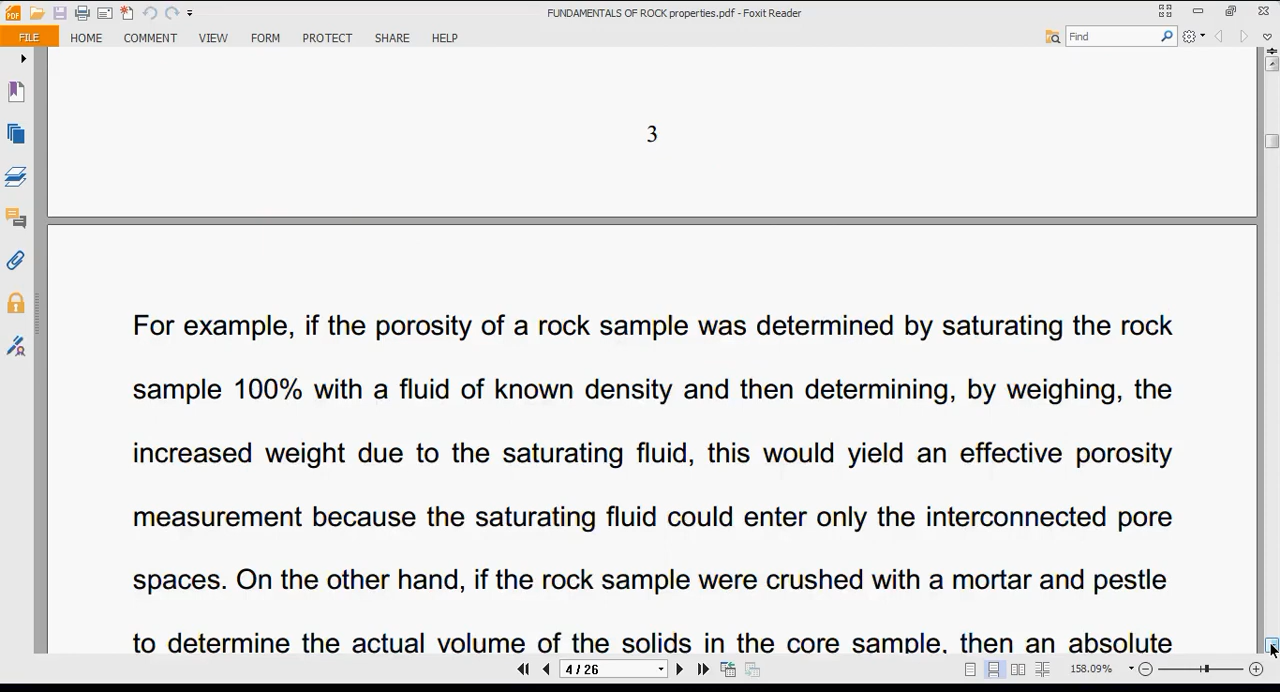 FUNDAMENTALS OF ROCK properties.pdf - Foxit Reader
FILE HOME COMMENT VIEW FORM PROTECT SHARE HELP
Find
3
For example, if the porosity of a rock sample was determined by saturating the rock
sample 100% with a fluid of known density and then determining, by weighing, the
increased weight due to the saturating fluid, this would yield an effective porosity
measurement because the saturating fluid could enter only the interconnected pore
spaces. On the other hand, if the rock sample were crushed with a mortar and pestle
to determine the actual volume of the solids in the core sample, then an absolute
4 / 26
158.09%